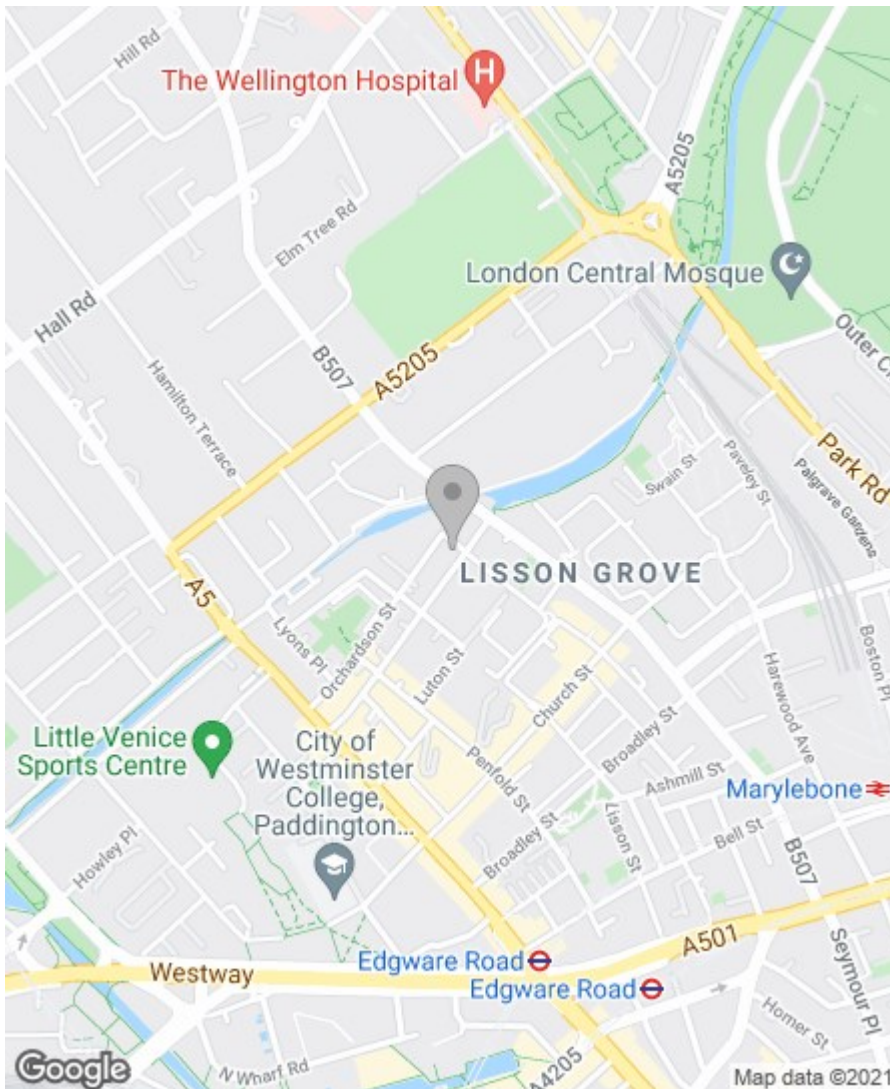 Hill Rd
The Wellington Hospital
H
A5205
Elm Tree Rd
London Central Mosque
Hall Rd
B507
A5205
Outer
Hamilton Terrace
Park Rd
Swain St
Paveley St
Palgrave Gardens
LISSON GROVE
A5
Lyons Pl
Orchardson St
Luton St
Church St
Boston Pl
Harewood Ave
Little Venice
Sports Centre
City of
Westminster
College,
Paddington...
Penfold St
Broadley St
Ashmill St
Marylebone
Lisson St
Bell St
Broadley St
B507
Howley Pl
A501
Edgware Road
Edgware Road
Westway
Seymour Pl
Homer St
N Wharf Rd
A4205
Google
Map data ©202